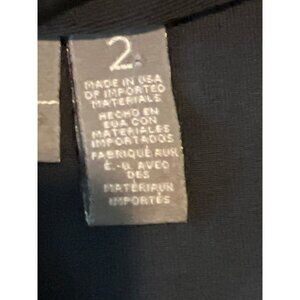 2
MADE IN USA
OF IMPORTED
MATERIALS
HECHO EN
EUA CON
MATERIALES
IMPORTADOS
FABRIQUÉ AUX
É.-U. AVEC
DES
MATÉRIAUX
IMPORTÉS